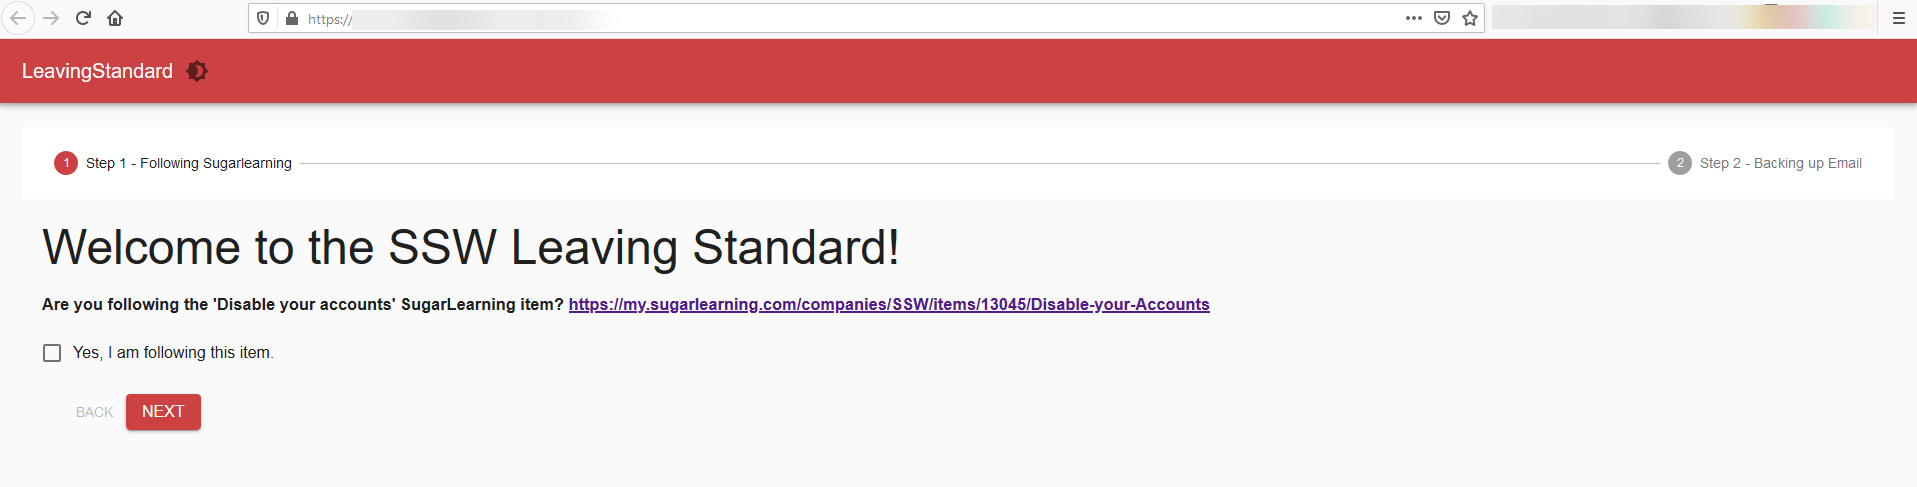 https://
LeavingStandard
1 Step 1 - Following Sugarlearning
2 Step 2 - Backing up Email
Welcome to the SSW Leaving Standard!
Are you following the 'Disable your accounts' SugarLearning item? https://my.sugarlearning.com/companies/SSW/items/13045/Disable-your-Accounts
Yes, I am following this item.
BACK NEXT